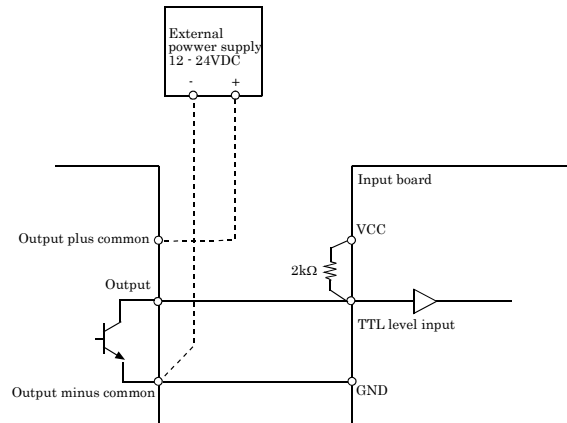 External
powwer supply
12 - 24VDC
- +
Input board
Output plus common
VCC
2kΩ
Output
TTL level input
Output minus common
GND